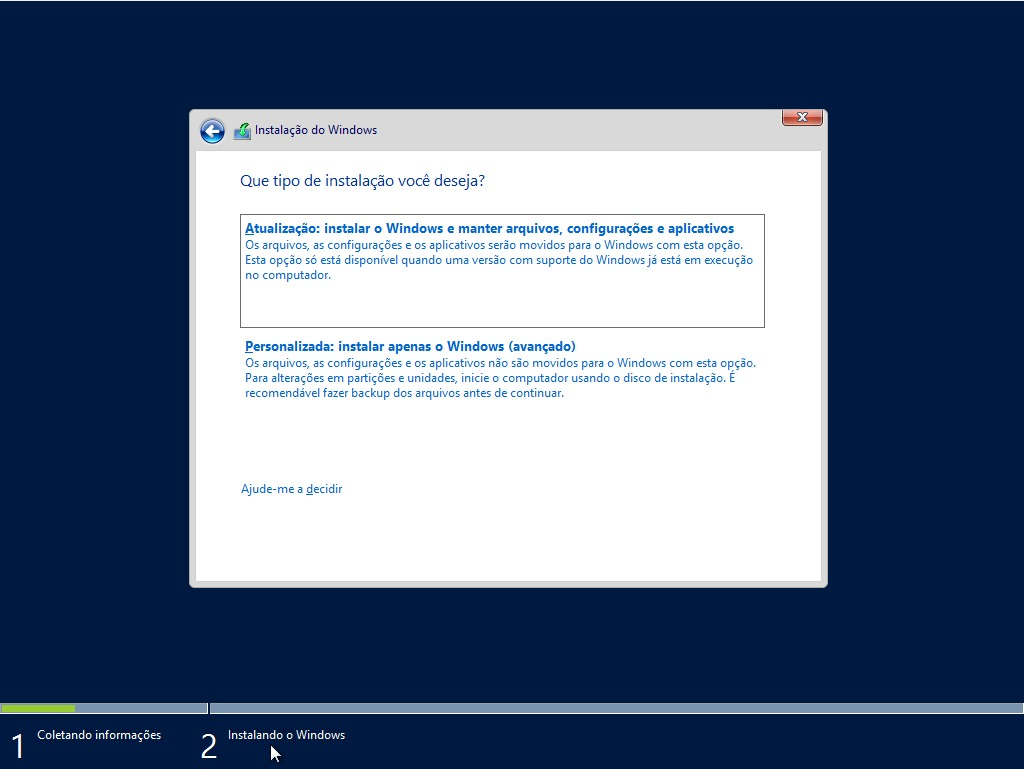 Instalação do Windows
Que tipo de instalação você deseja?
Atualização: instalar o Windows e manter arquivos, configurações e aplicativos
Os arquivos, as configurações e os aplicativos serão movidos para o Windows com esta opção.
Esta opção só está disponível quando uma versão com suporte do Windows já está em execução
no computador.
Personalizada: instalar apenas o Windows (avançado)
Os arquivos, as configurações e os aplicativos não são movidos para o Windows com esta opção.
Para alterações em partições e unidades, inicie o computador usando o disco de instalação. É
recomendável fazer backup dos arquivos antes de continuar.
Ajude-me a decidir
1 Coletando informações
2 Instalando o Windows